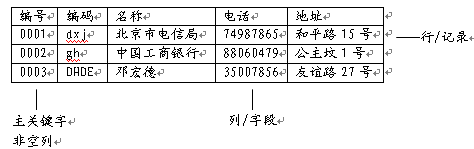 编号 编码 名称 电话 地址
0001 dxj 北京市电信局 74987865 和平路 15 号
0002 gh 中国工商银行 88060479 公主坟 1 号
0003 DHDE 邓宏德 35007856 友谊路 27 号
行/记录
主关键字
非空列
列/字段